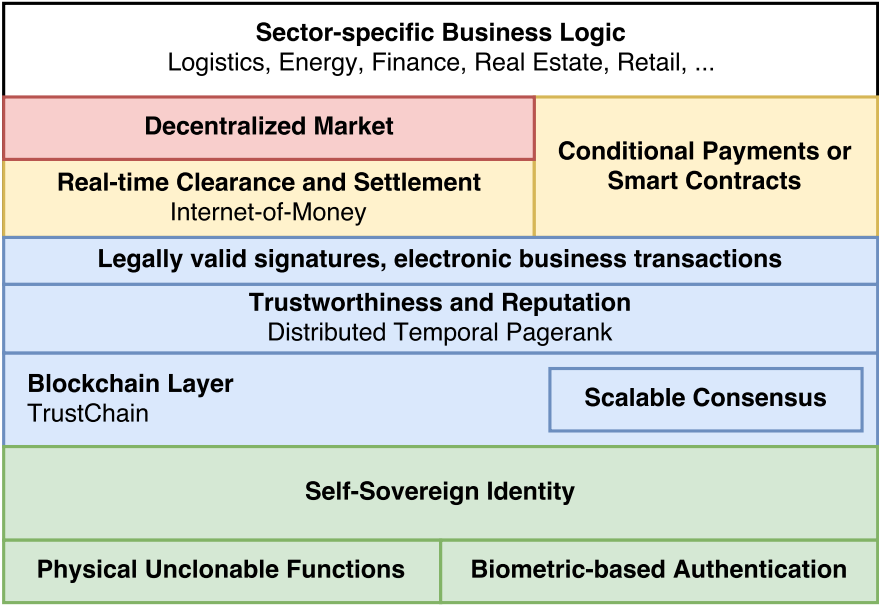 Sector-specific Business Logic
Logistics, Energy, Finance, Real Estate, Retail, ...
Decentralized Market
Conditional Payments or
Smart Contracts
Real-time Clearance and Settlement
Internet-of-Money
Legally valid signatures, electronic business transactions
Trustworthiness and Reputation
Distributed Temporal Pagerank
Blockchain Layer
TrustChain
Scalable Consensus
Self-Sovereign Identity
Physical Unclonable Functions
Biometric-based Authentication